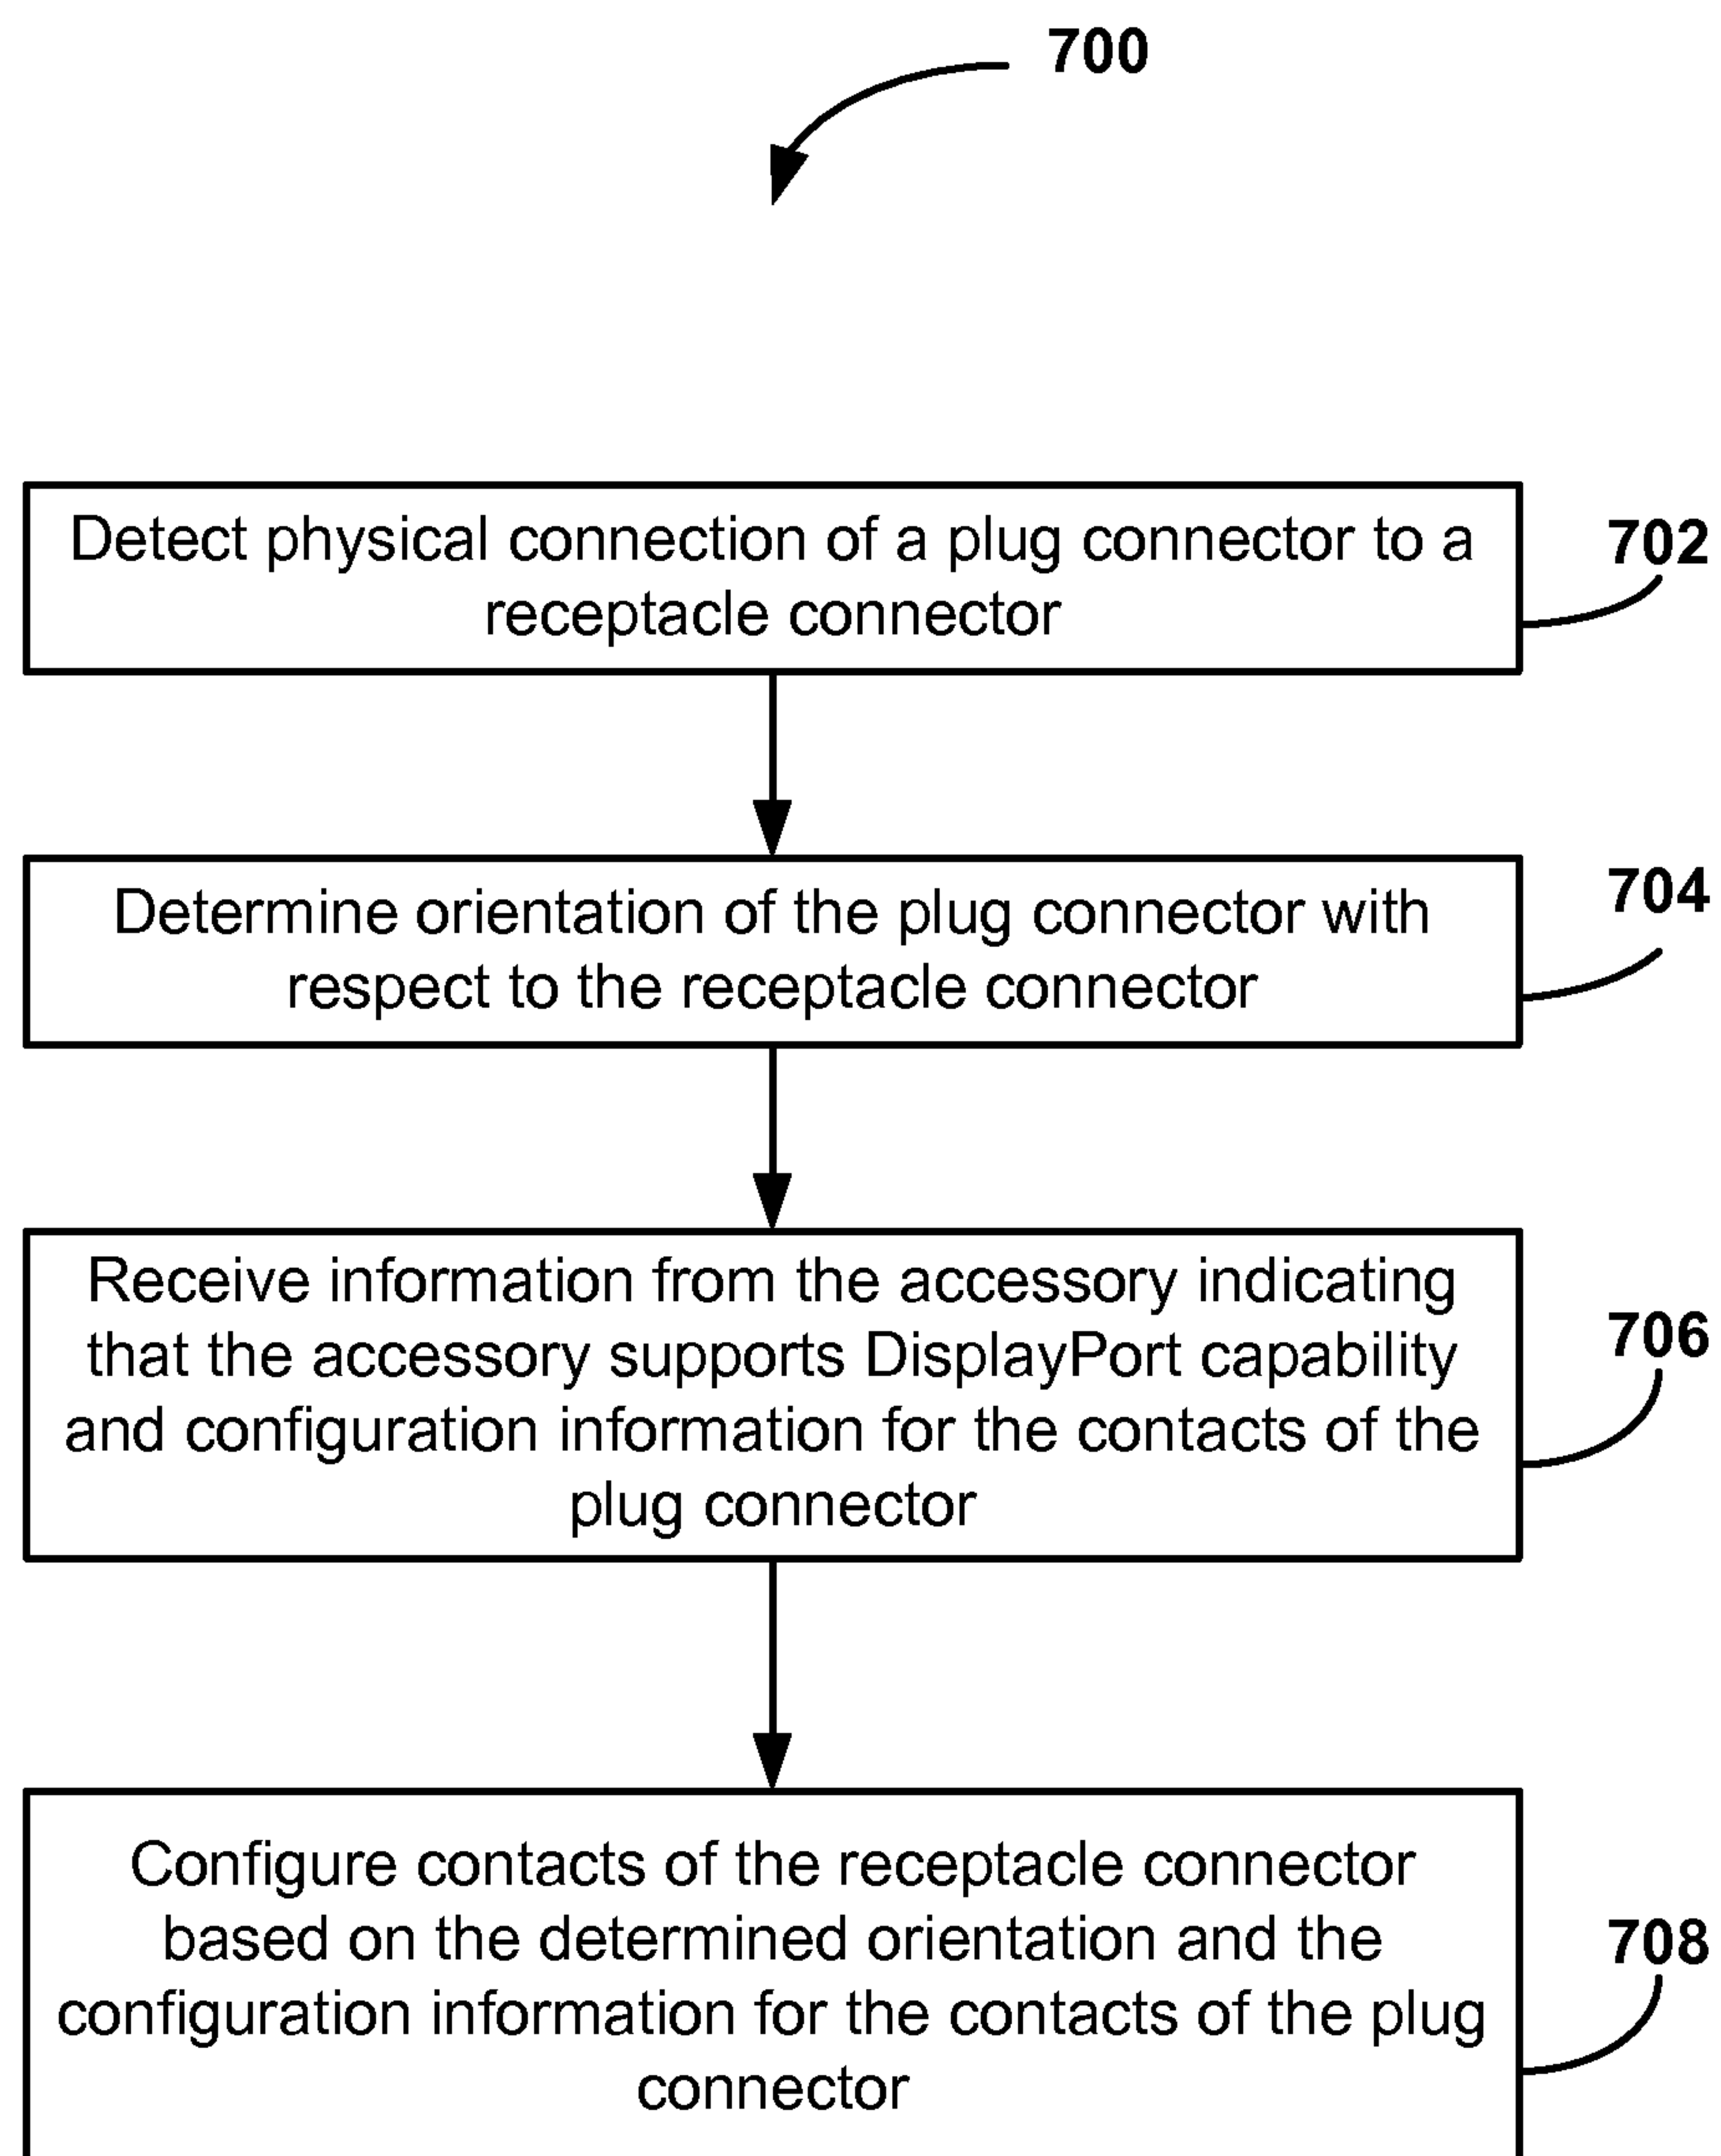 700
Detect physical connection of a plug connector to a
receptacle connector
702
Determine orientation of the plug connector with
respect to the receptacle connector
704
Receive information from the accessory indicating
that the accessory supports DisplayPort capability
and configuration information for the contacts of the
plug connector
706
Configure contacts of the receptacle connector
based on the determined orientation and the
configuration information for the contacts of the plug
connector
708